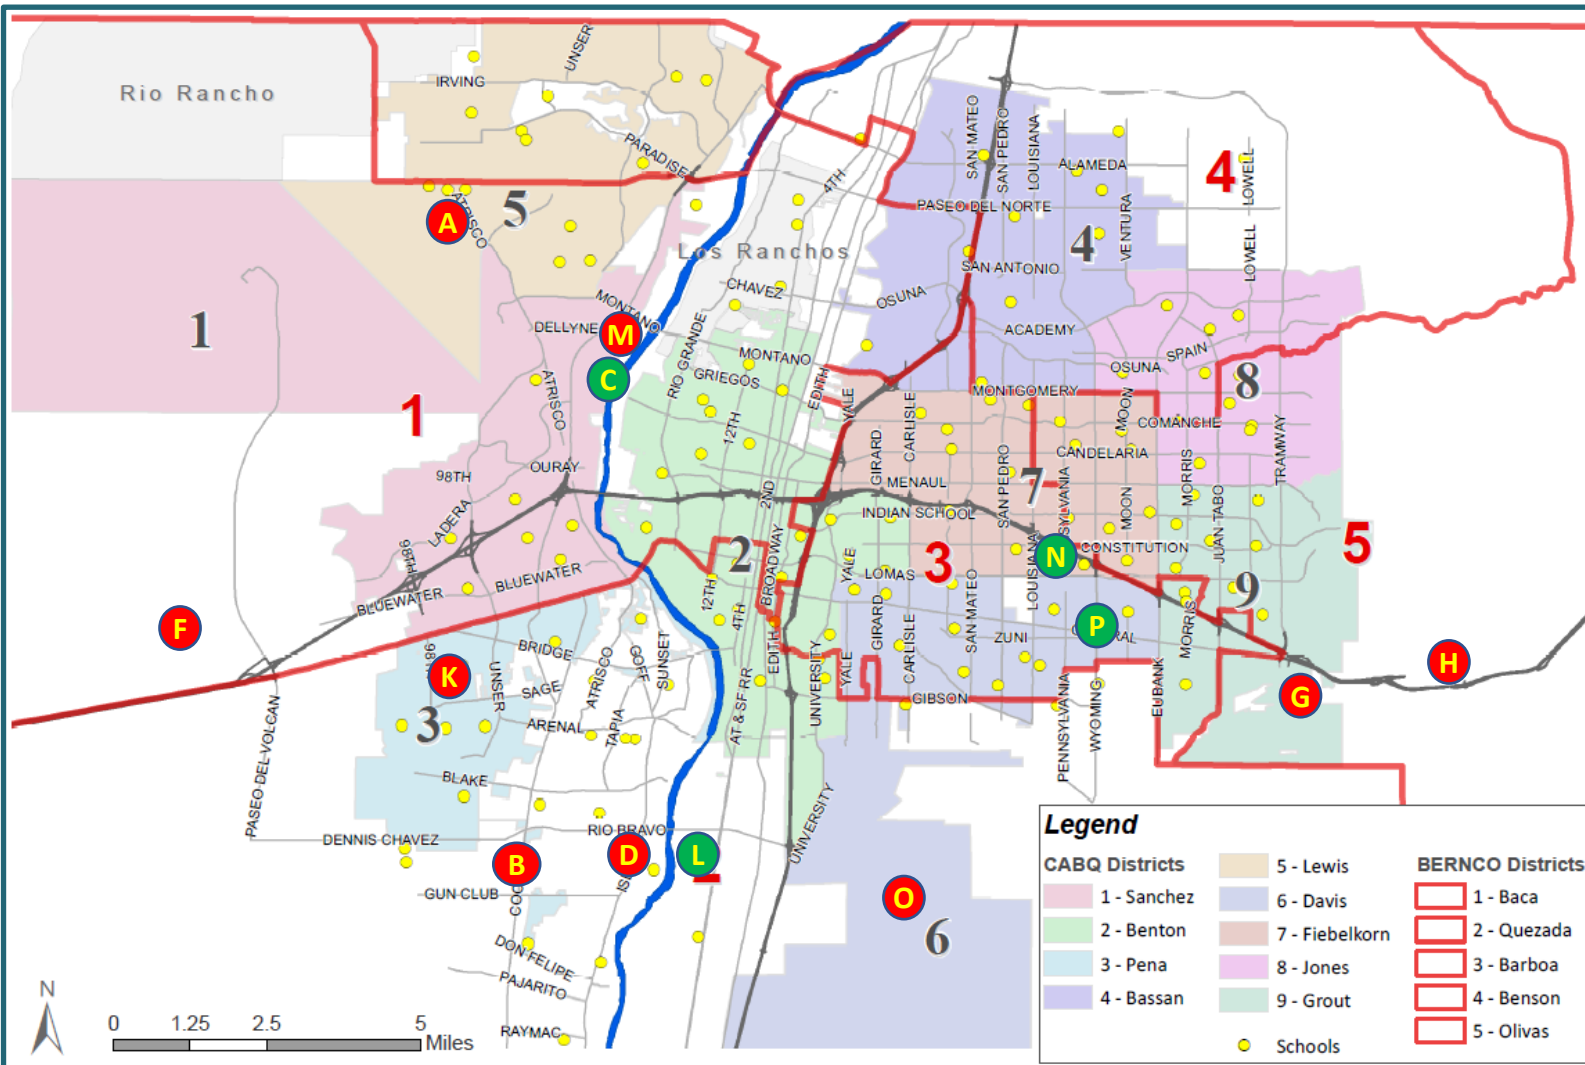 Rio Rancho
IRVING
UNSER
PARADISE
ATRISCO
A
5
1
4TH
Los Ranchos
CHAVEZ
RIO GRANDE
MONTANO
DELLYNE
M
C
MONTANO
GRIEGOS
EDITH
YALE
12TH
ATRISCO
1
OURAY
98TH
LADERA
98TH
BLUEWATER
BLUEWATER
F
2ND
2
BROADWAY
12TH
4TH
EDITH
SAN MATEO
SAN PEDRO
LOUISIANA
ALAMEDA
4
LOWELL
PASEO DEL NORTE
VENTURA
4
LOWELL
SAN ANTONIO
OSUNA
ACADEMY
SPAIN
OSUNA
8
MONTGOMERY
MOON
COMANCHE
CARLISLE
GIRARD
CANDELARIA
MORRIS
TRAMWAY
MENAUL
SAN PEDRO
7
SYLVANIA
MOON
INDIAN SCHOOL
JUAN TABO
5
N
CONSTITUTION
YALE
LOMAS
3
LOUISIANA
9
GIRARD
CARLISLE
SAN MATEO
ZUNI
P
MORRIS
H
BRIDGE
98TH
K
UNSER
SAGE
ATRISCO
GOFF
SUNSET
3
ARENAL
TAPIA
AT & SF RR
UNIVERSITY
YALE
GIBSON
PENNSYLVANIA
WYOMING
EUBANK
G
PASEO DEL VOLCAN
BLAKE
DENNIS CHAVEZ
RIO BRAVO
UNIVERSITY
B
D
L
GUN CLUB
O
6
DON FELIPE
PAJARITO
RAYMAC
N
0 1.25 2.5 5
Miles
Legend
CABQ Districts
1 - Sanchez
2 - Benton
3 - Pena
4 - Bassan
5 - Lewis
6 - Davis
7 - Fiebelkorn
8 - Jones
9 - Grout
Schools
BERNCO Districts
1 - Baca
2 - Quezada
3 - Barboa
4 - Benson
5 - Olivas